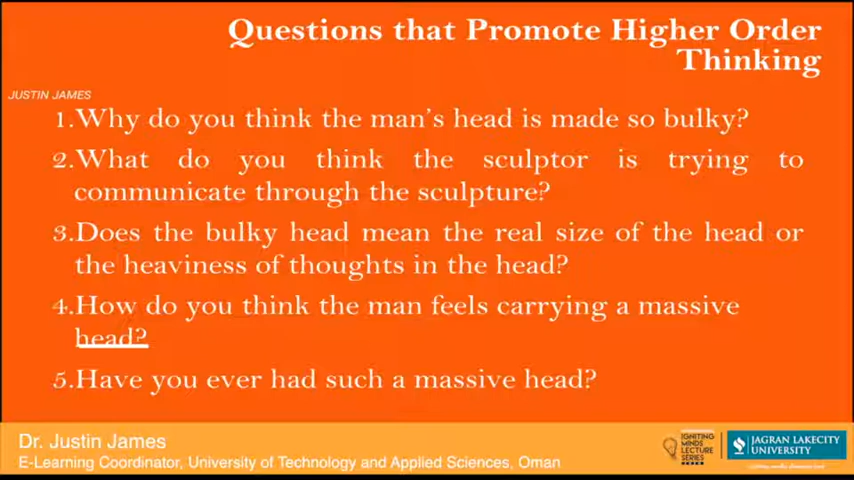 Questions that Promote Higher Order
Thinking
JUSTIN JAMES
1.Why do you think the man's head is made so bulky?
2.What do you think the sculptor is trying to
communicate through the sculpture?
3.Does the bulky head mean the real size of the head or
the heaviness of thoughts in the head?
4.How do you think the man feels carrying a massive
head?
5.Have you ever had such a massive head?
Dr. Justin James
E-Learning Coordinator, University of Technology and Applied Sciences, Oman
IGNITING
MINDS
LECTURE
SERIES
JAGRAN LAKECITY
UNIVERSITY